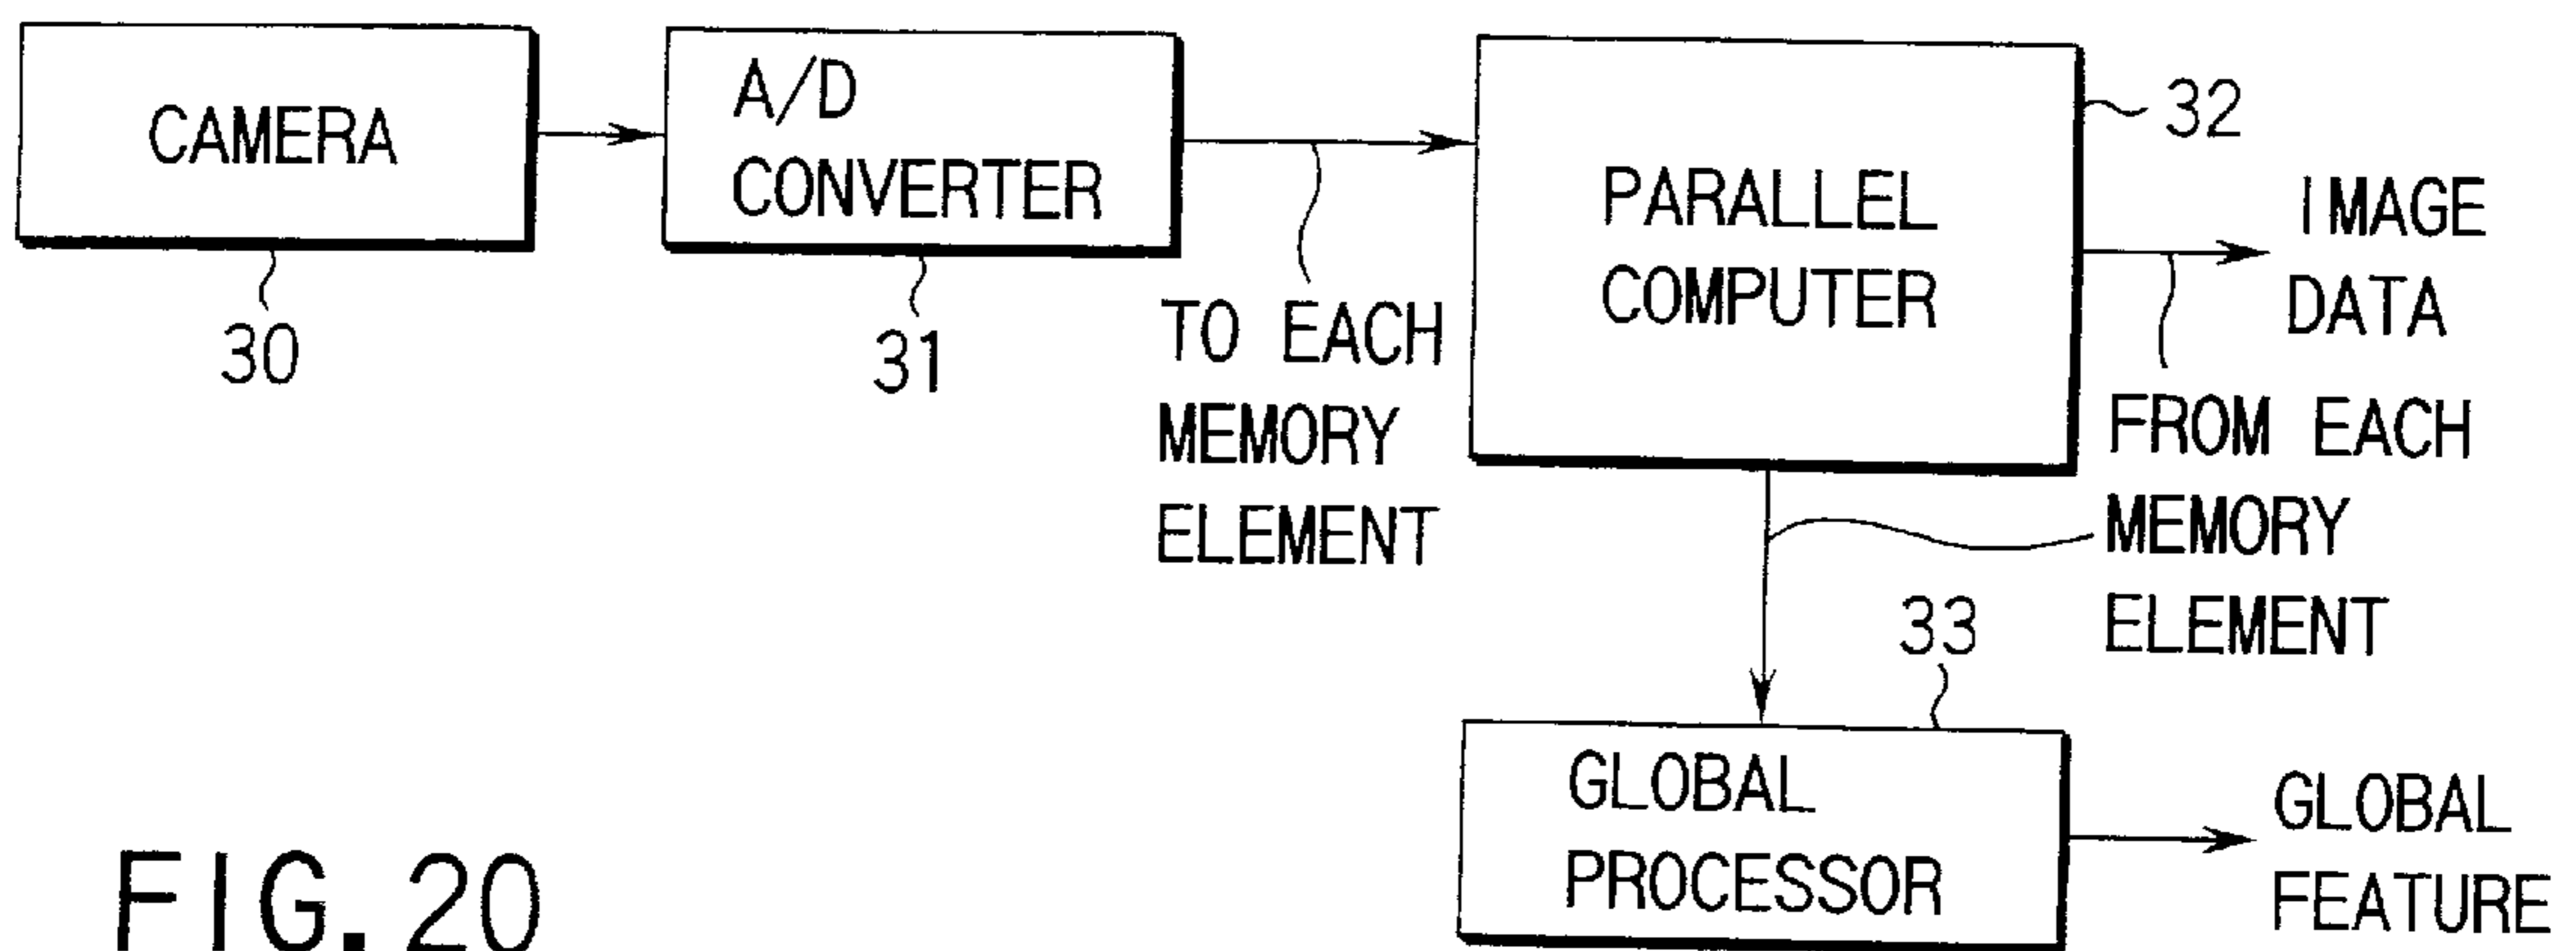 CAMERA
30
A/D
CONVERTER
31
TO EACH
MEMORY
ELEMENT
PARALLEL
COMPUTER
32
IMAGE
DATA
FROM EACH
MEMORY
ELEMENT
33
GLOBAL
PROCESSOR
GLOBAL
FEATURE
FIG. 20